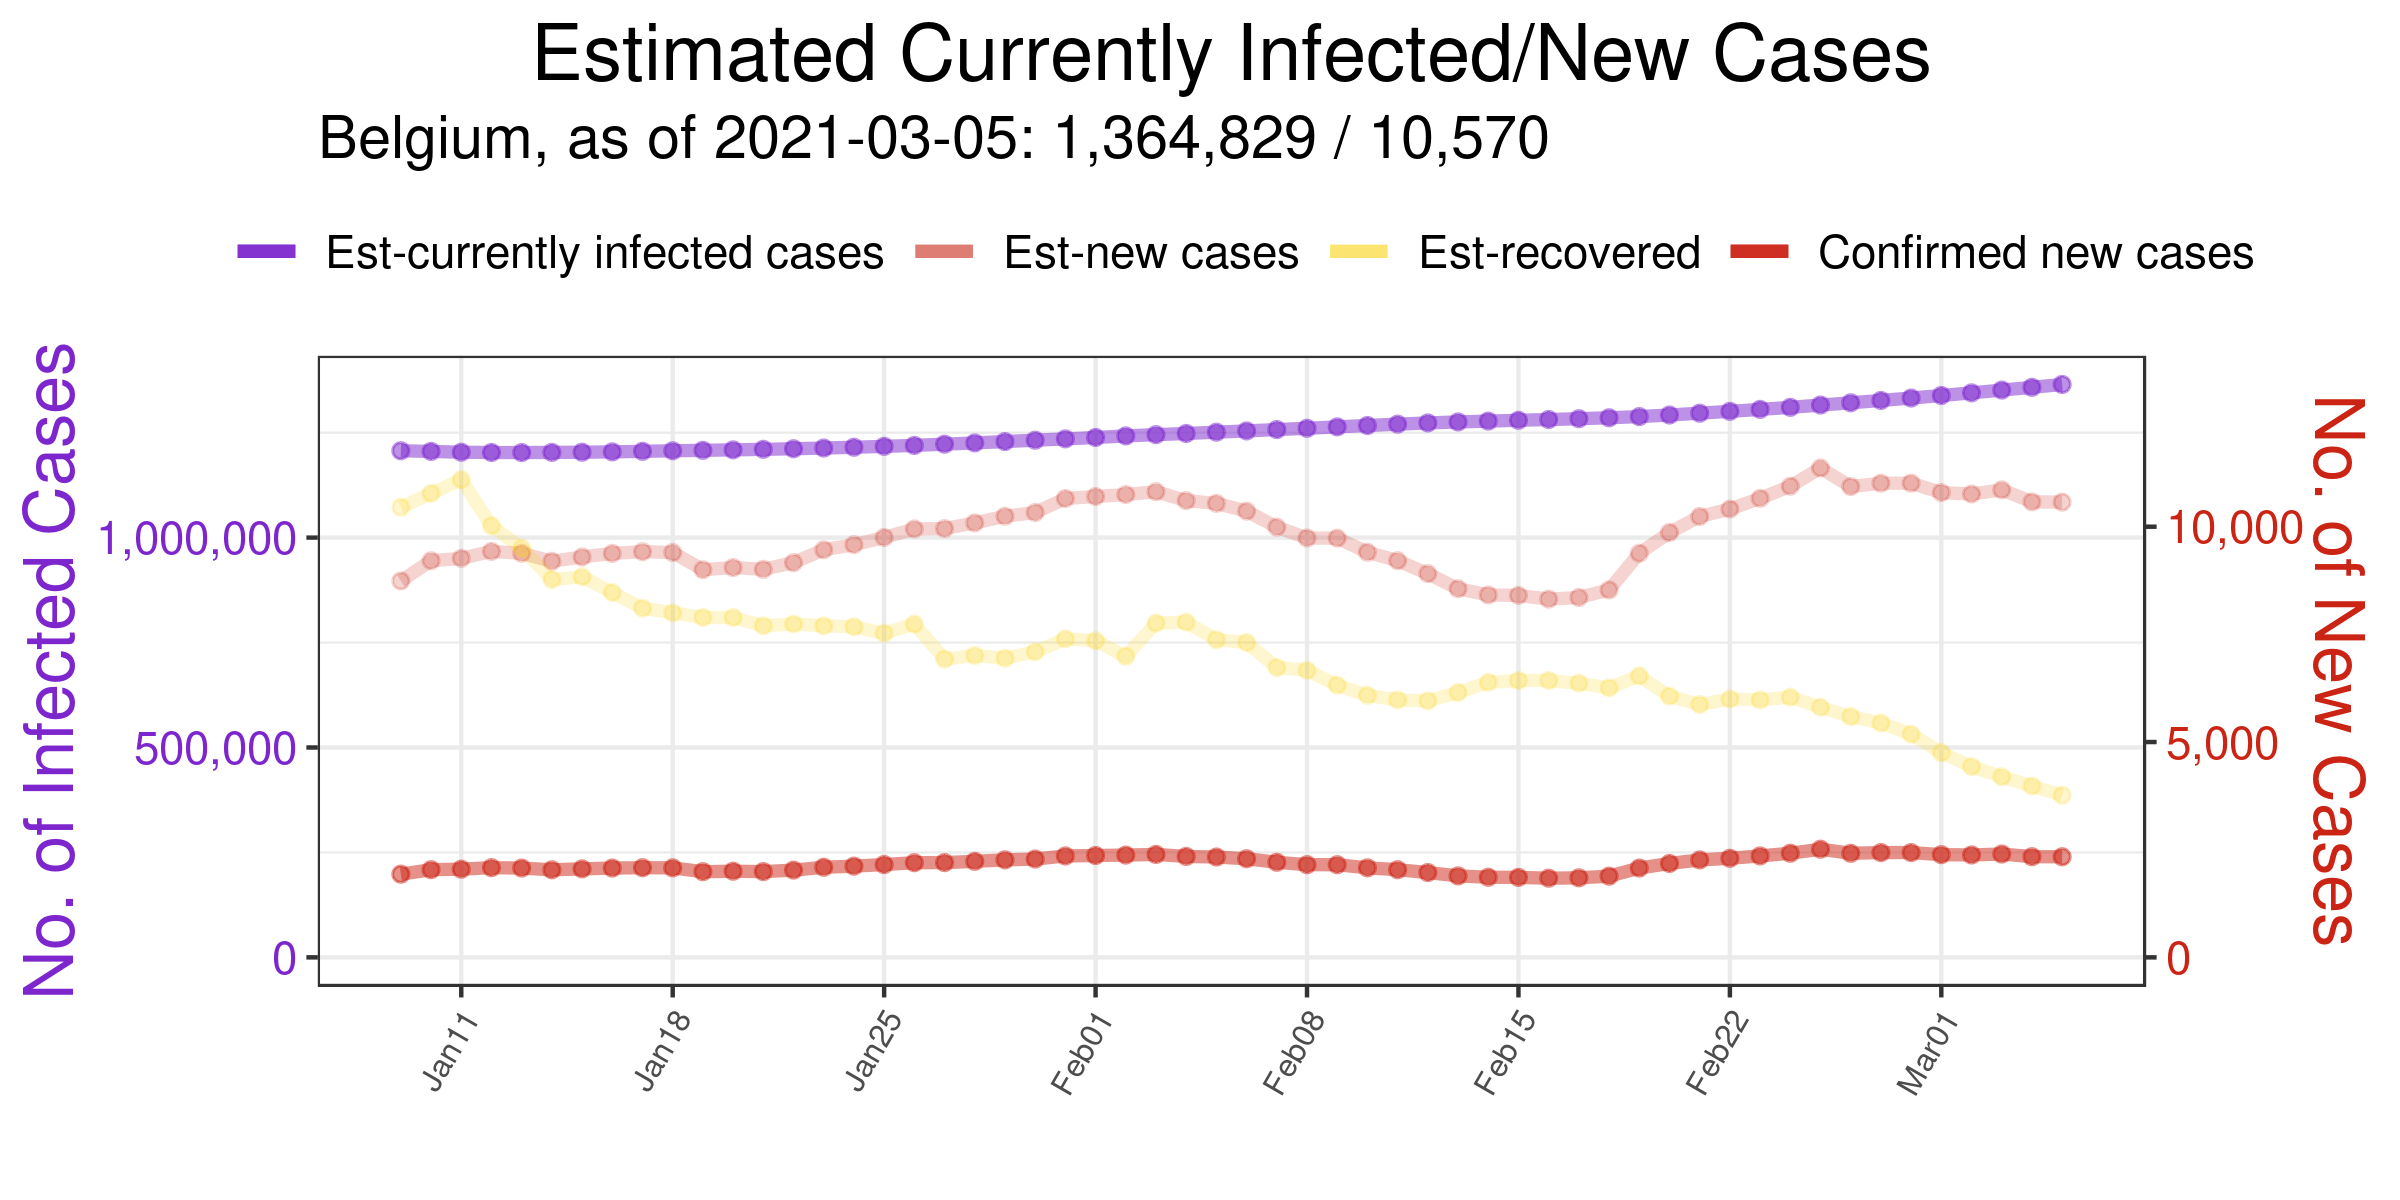 Estimated Currently Infected/New Cases
Belgium, as of 2021-03-05: 1,364,829 / 10,570
Est-currently infected cases Est-new cases Est-recovered Confirmed new cases
No. of Infected Cases
1,000,000
500,000
0
10,000
5,000
0
No. of New Cases
Jan11 Jan18 Jan25 Feb01 Feb08 Feb15 Feb22 Mar01